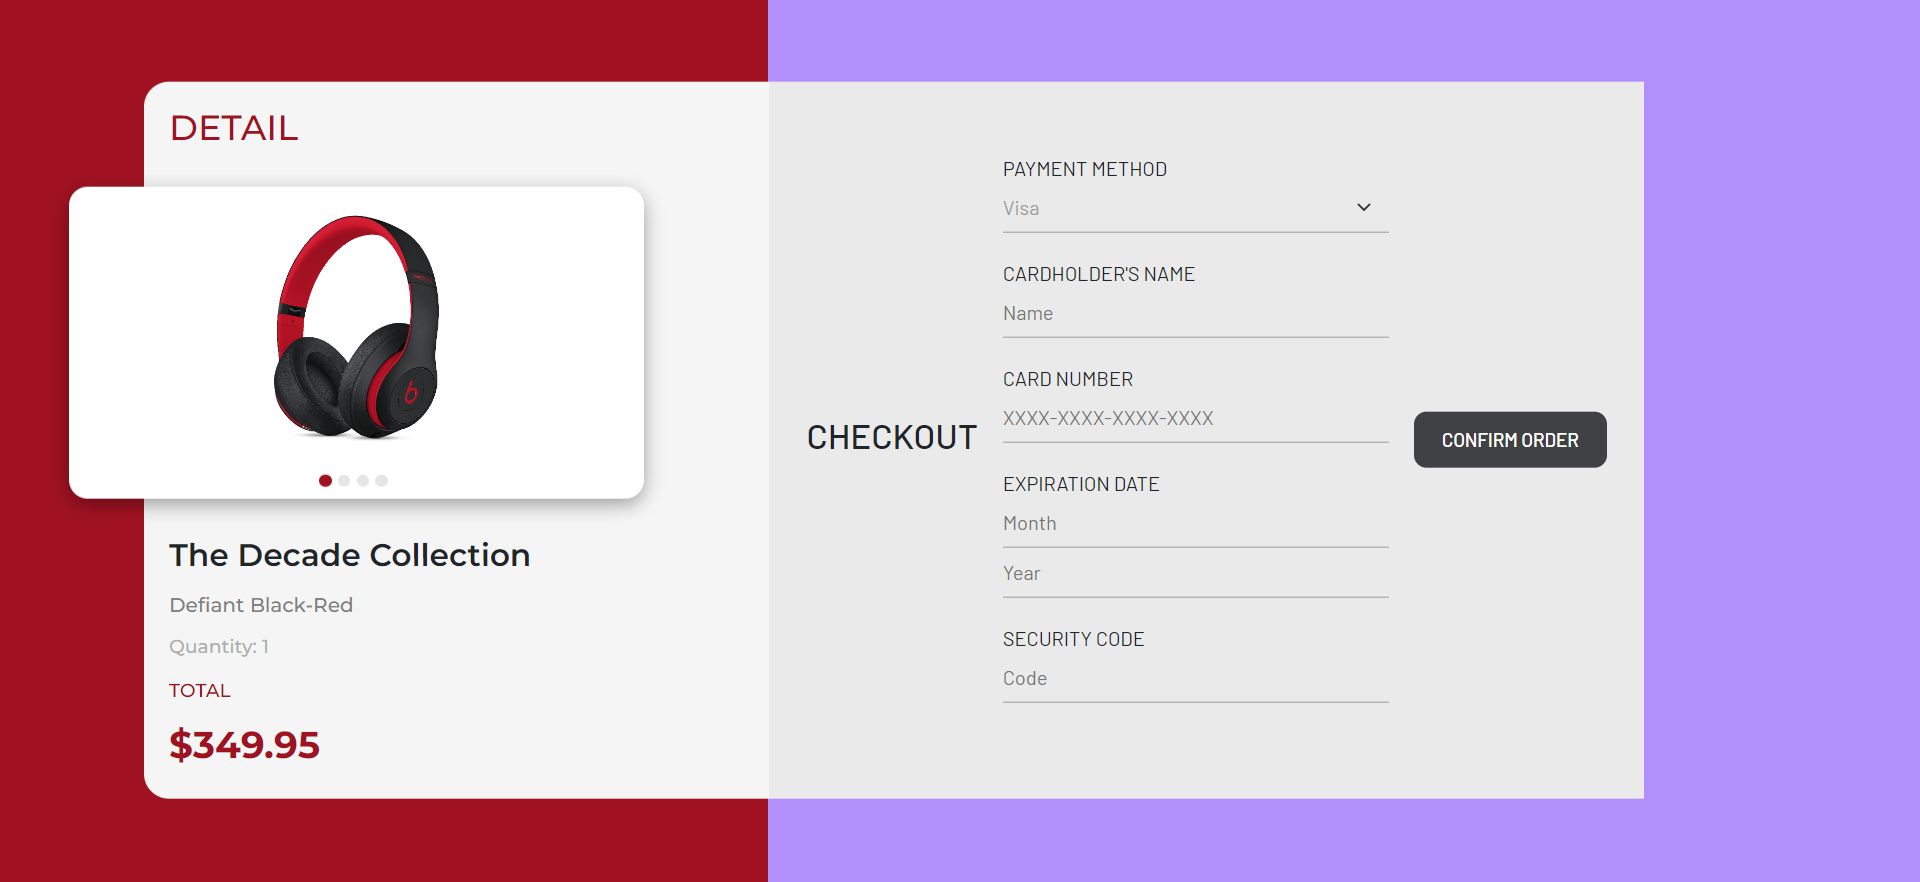 DETAIL
The Decade Collection
Defiant Black-Red
Quantity: 1
TOTAL
$349.95
CHECKOUT
PAYMENT METHOD
Visa
CARDHOLDER'S NAME
Name
CARD NUMBER
XXXX-XXXX-XXXX-XXXX
EXPIRATION DATE
Month
Year
SECURITY CODE
Code
CONFIRM ORDER